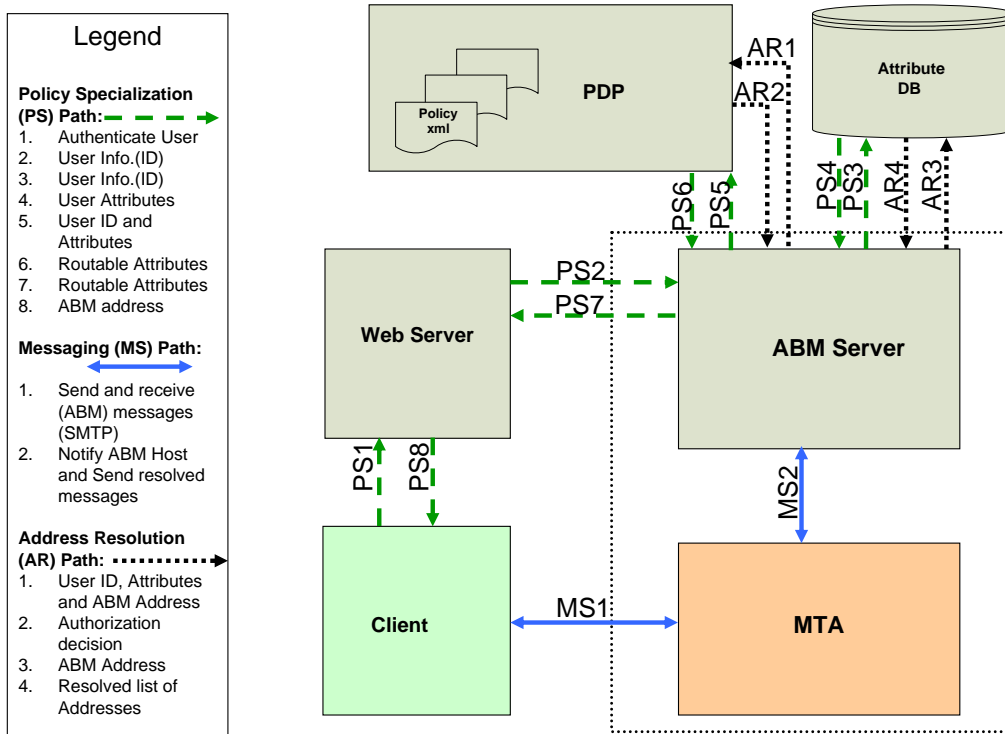 Legend
Policy Specialization
(PS) Path:
1. Authenticate User
2. User Info.(ID)
3. User Info.(ID)
4. User Attributes
5. User ID and
Attributes
6. Routable Attributes
7. Routable Attributes
8. ABM address
Messaging (MS) Path:
1. Send and receive
(ABM) messages
(SMTP)
2. Notify ABM Host
and Send resolved
messages
Address Resolution
(AR) Path:
1. User ID, Attributes
and ABM Address
2. Authorization
decision
3. ABM Address
4. Resolved list of
Addresses
PDP
Policy
xml
AR1
AR2
Attribute
DB
PS6
PS5
PS4
PS3
AR4
AR3
Web Server
PS2
PS7
ABM Server
PS1
PS8
MS2
Client
MS1
MTA